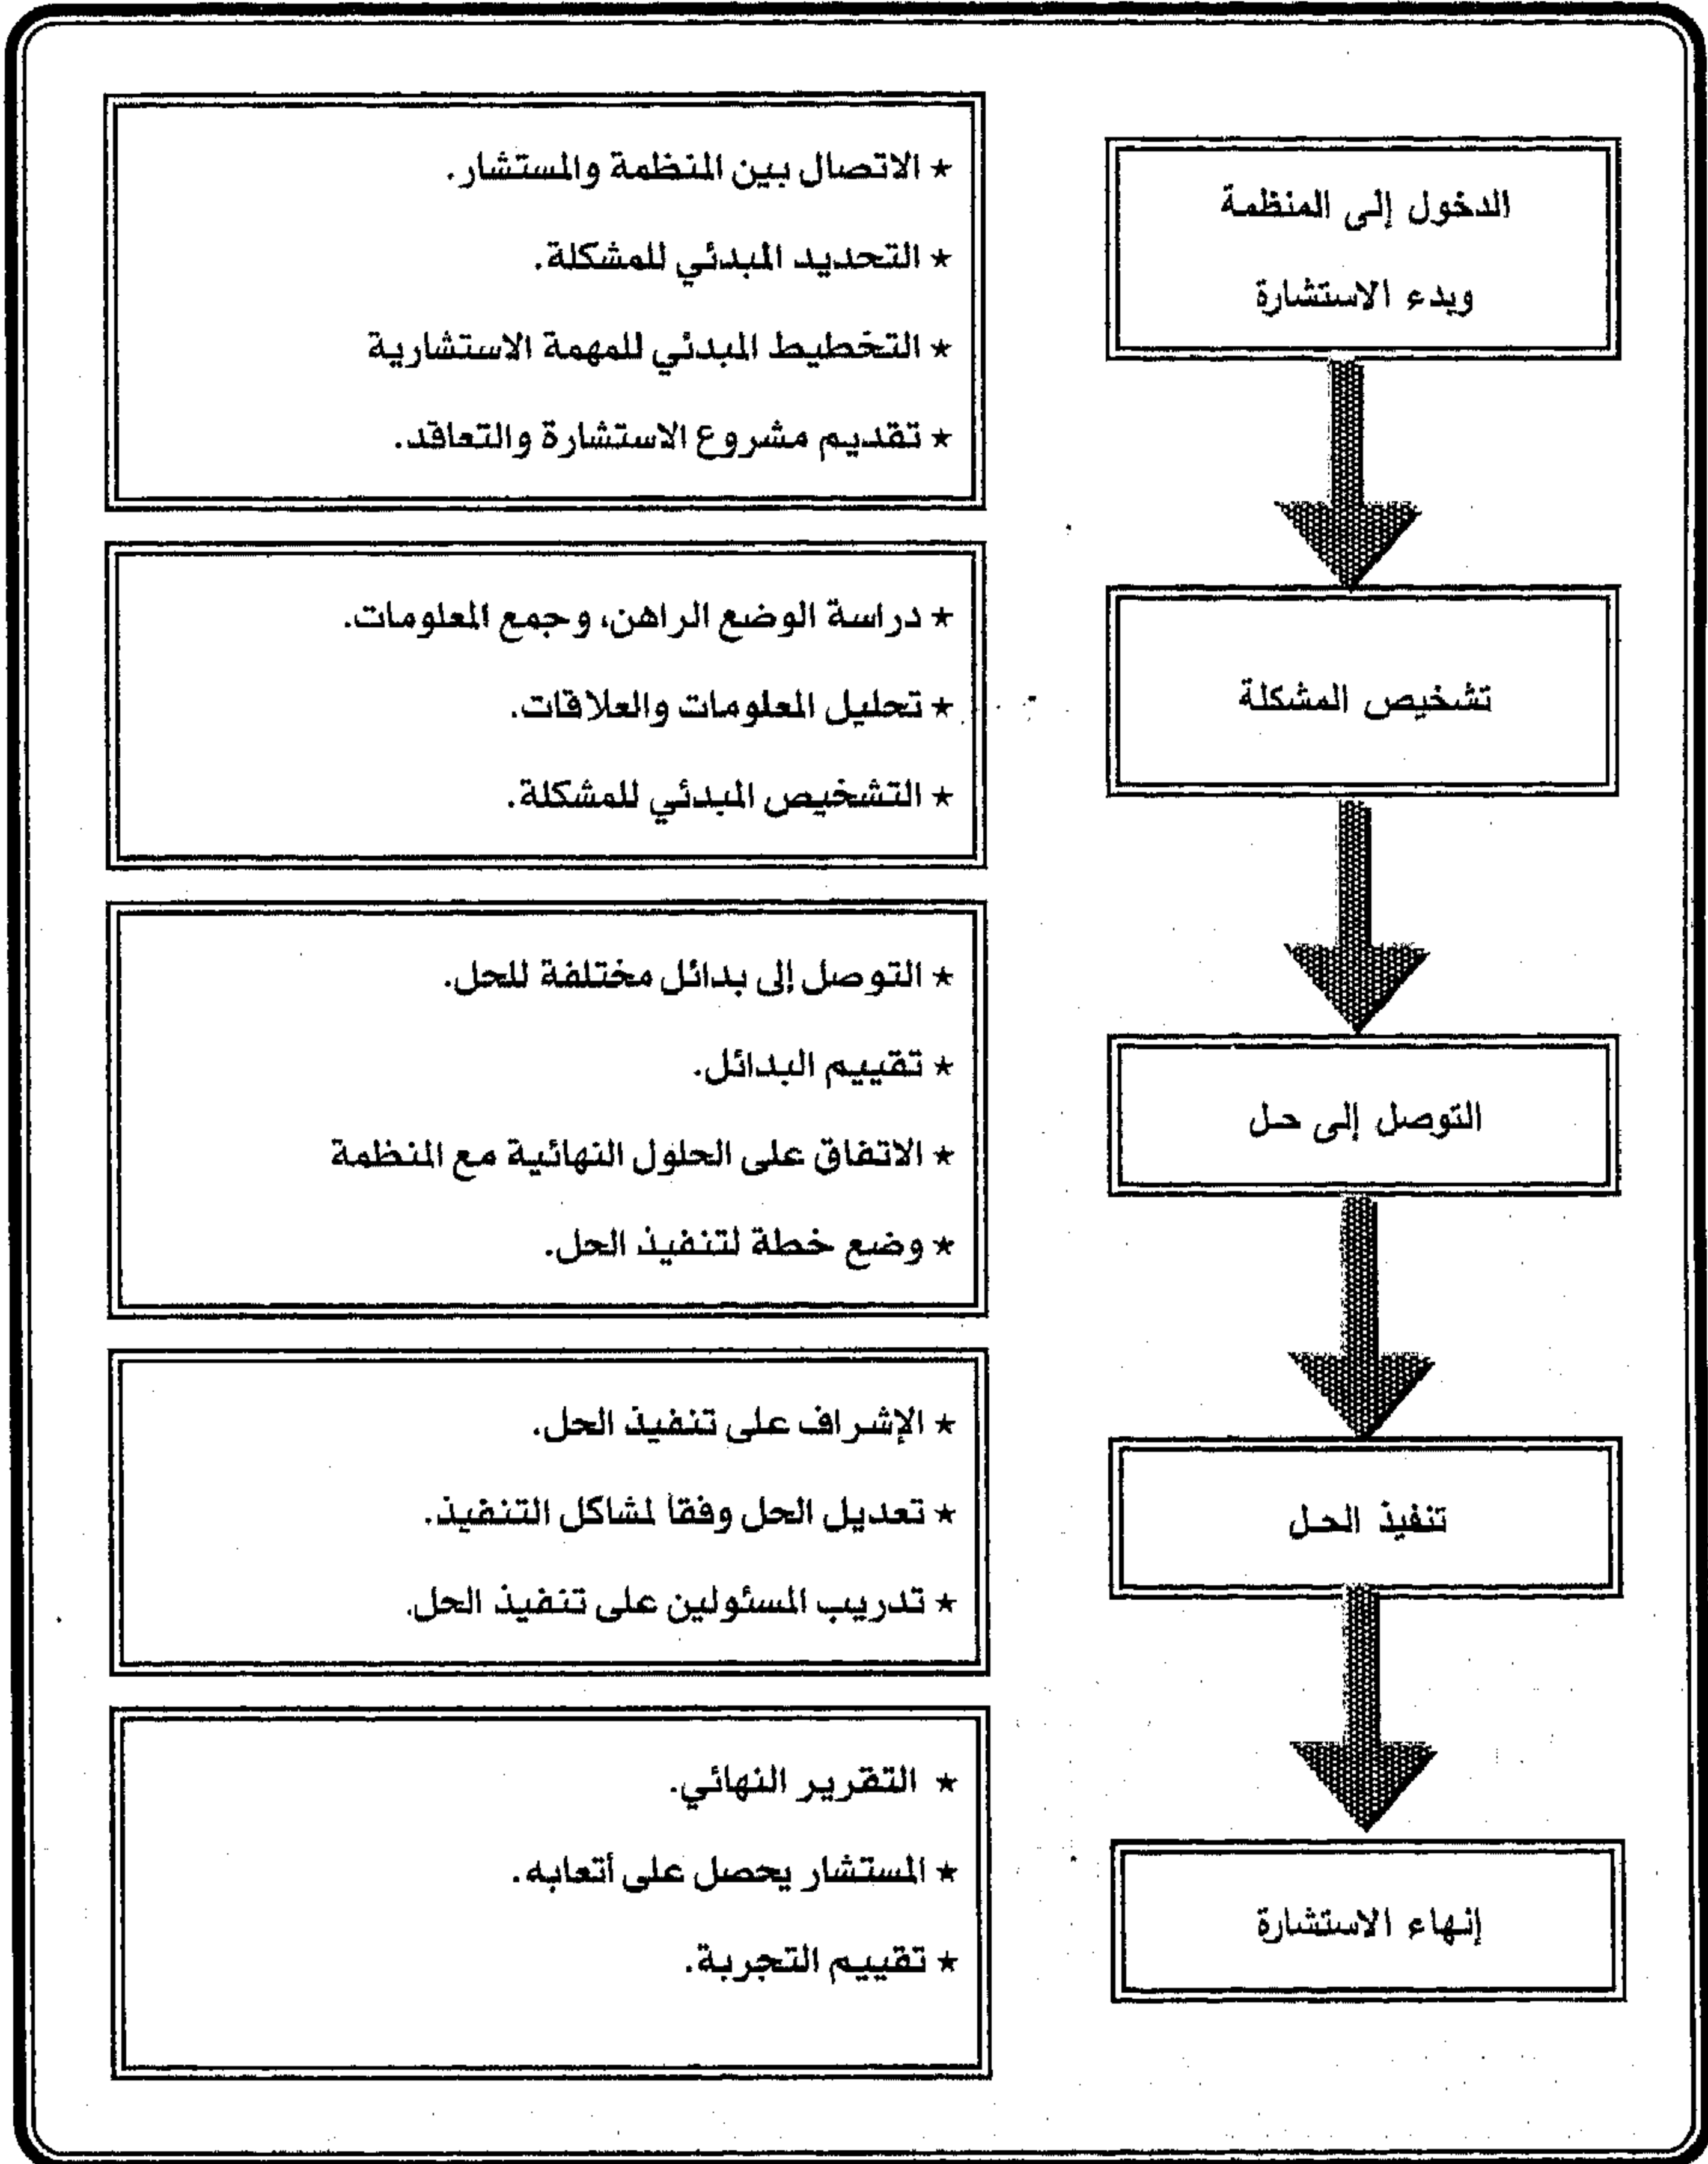 الدخول إلى المنظمة
وبدء الاستشارة
★ الاتصال بين المنظمة والمستشار.
★ التحديد المبدئي للمشكلة.
★ التخطيط المبدئي للمهمة الاستشارية
★ تقديم مشروع الاستشارة والتعاقد.
تشخيص المشكلة
★ دراسة الوضع الراهن، وجمع المعلومات.
★ تحليل المعلومات والعلاقات.
★ التشخيص المبدئي للمشكلة.
التوصل إلى حل
★ التوصل إلى بدائل مختلفة للحل.
★ تقييم البدائل.
★ الاتفاق على الحلول النهائية مع المنظمة
★ وضع خطة لتنفيذ الحل.
تنفيذ الحل
★ الإشراف على تنفيذ الحل.
★ تعديل الحل وفقاً لمشاكل التنفيذ.
★ تدريب المسئولين على تنفيذ الحل.
إنهاء الاستشارة
★ التقرير النهائي.
★ المستشار يحصل على أتعابه.
★ تقييم التجربة.